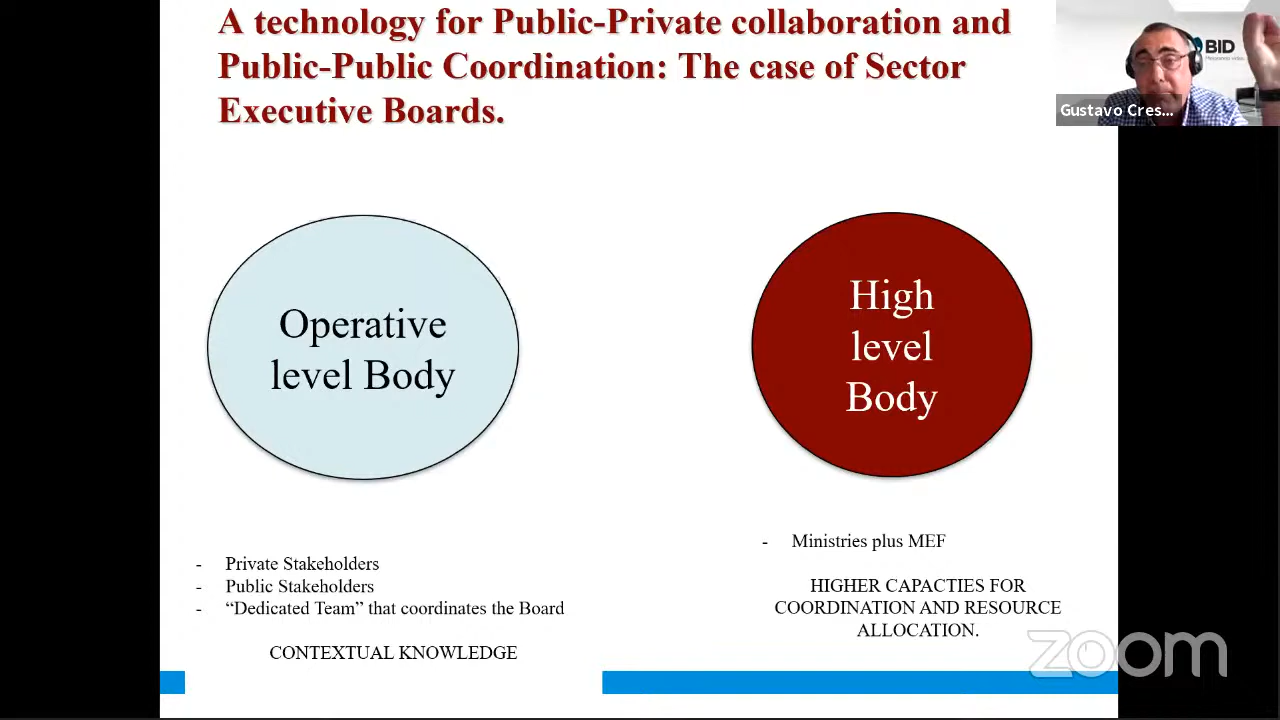 A technology for Public-Private collaboration and
Public-Public Coordination: The case of Sector
Executive Boards.
BID
Gustavo Cres...
Operative
level Body
High
level
Body
- Private Stakeholders
- Public Stakeholders
- “Dedicated Team” that coordinates the Board
CONTEXTUAL KNOWLEDGE
- Ministries plus MEF
HIGHER CAPACTIES FOR
COORDINATION AND RESOURCE
ALLOCATION.
zoom